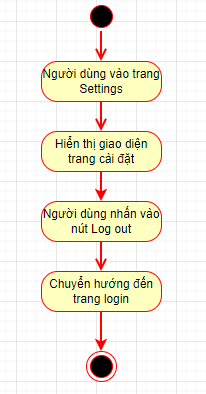 Người dùng vào trang
Settings
Hiển thị giao diện
trang cài đặt
Người dùng nhấn vào
nút Log out
Chuyển hướng đến
trang login